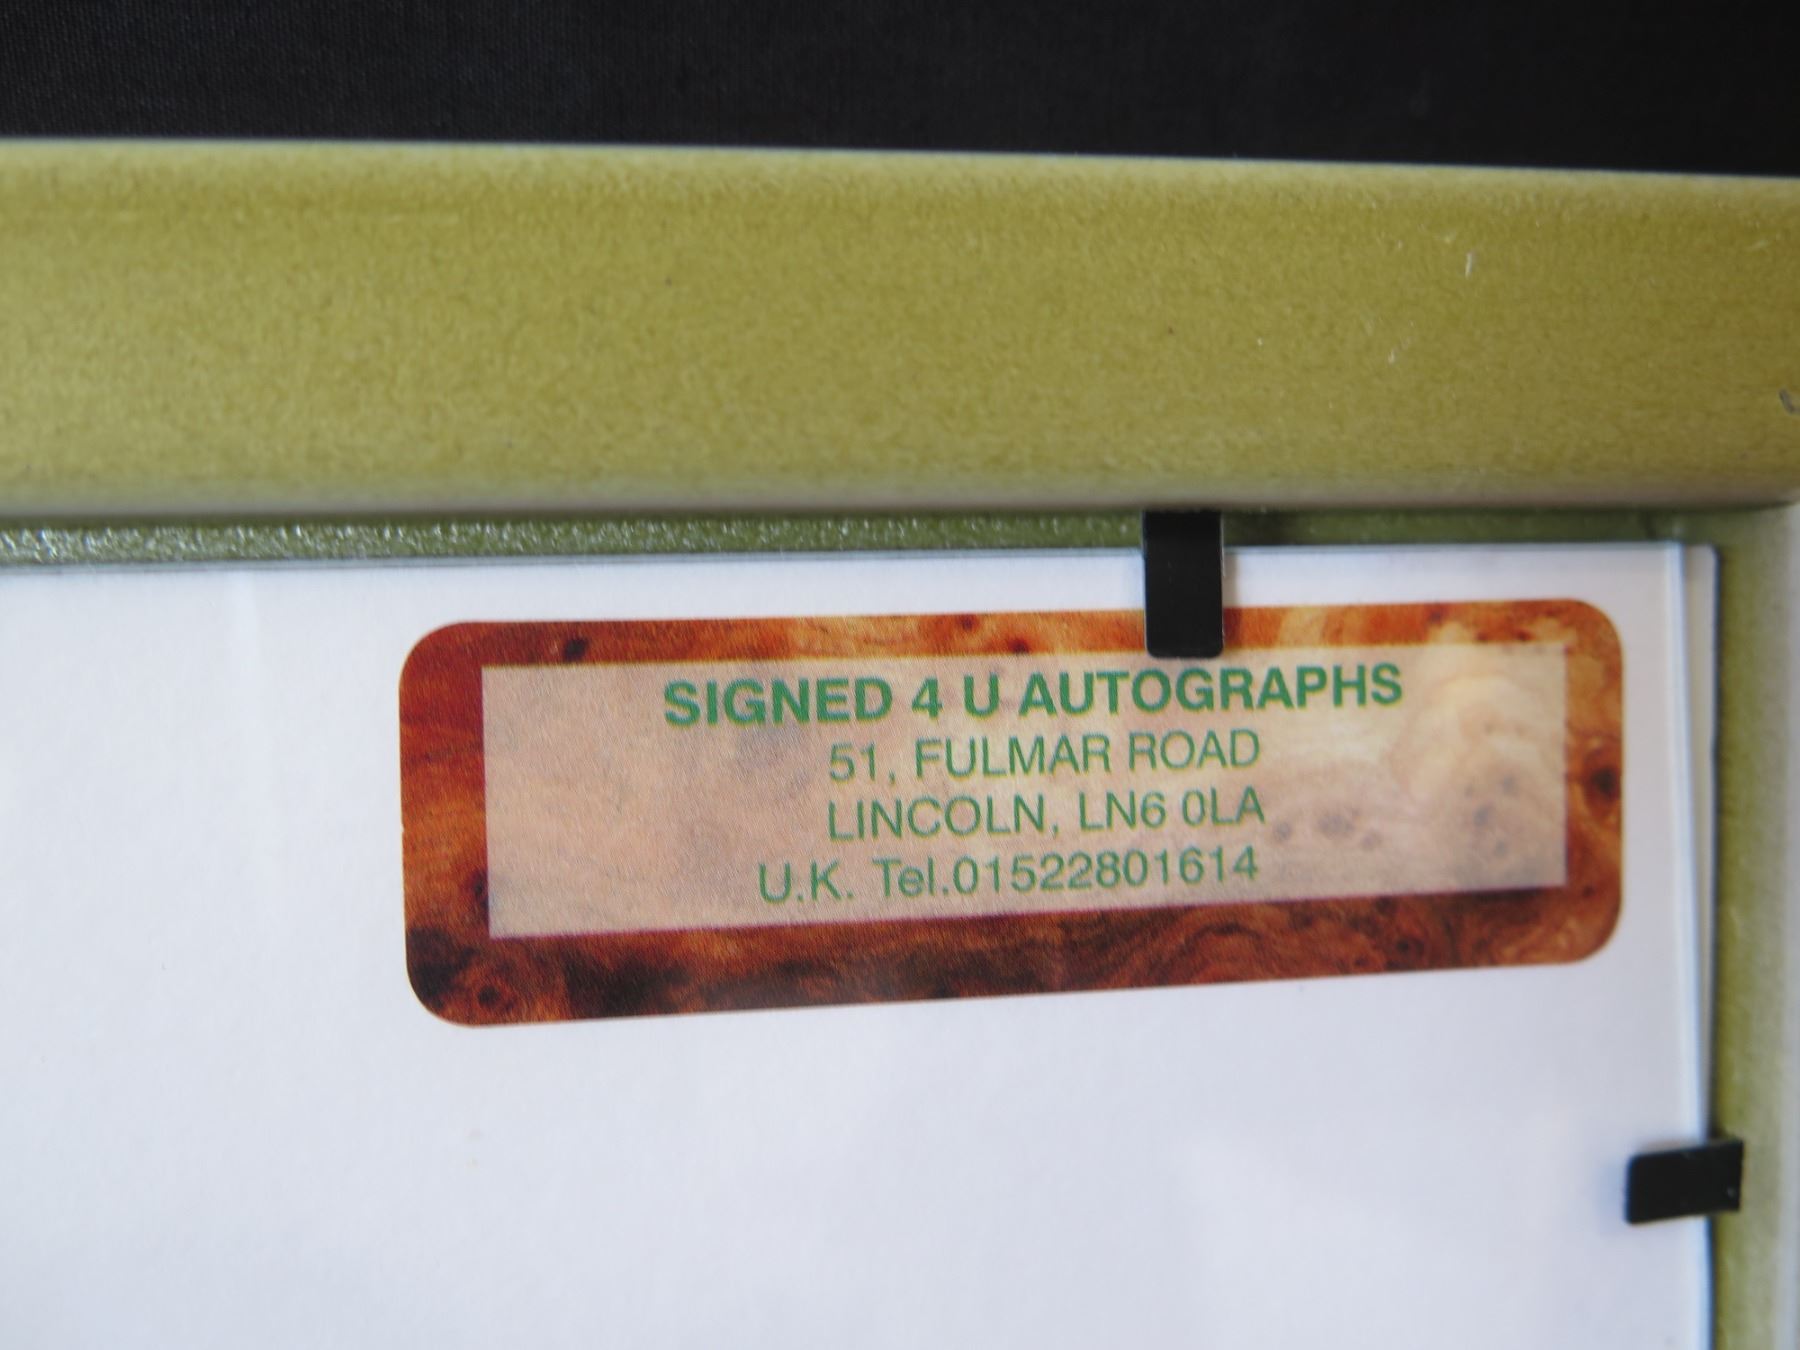 SIGNED 4 U AUTOGRAPHS
51, FULMAR ROAD
LINCOLN, LN6 0LA
U.K. Tel.01522801614